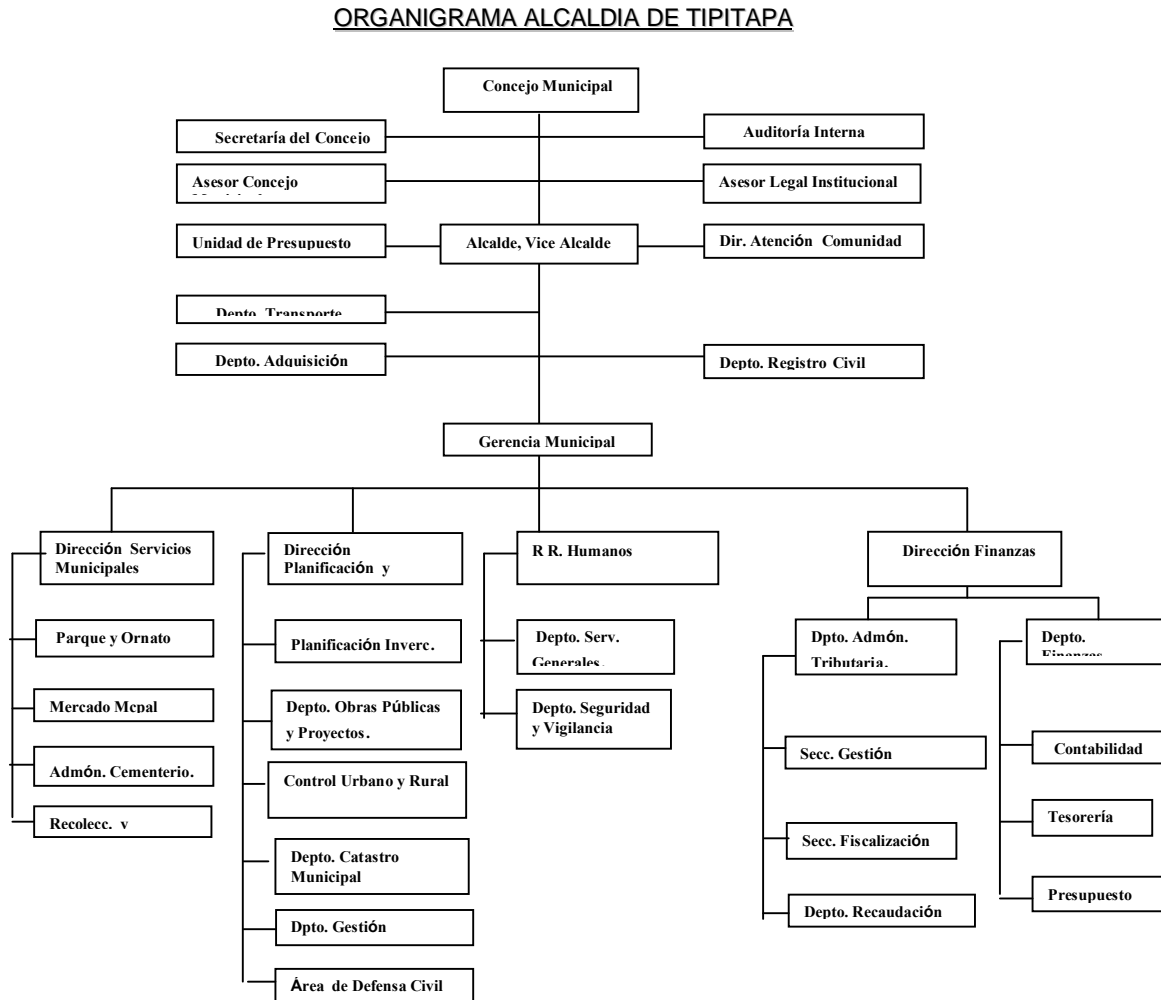 ORGANIGRAMA ALCALDIA DE TIPITAPA
Concejo Municipal
Secretaría del Concejo
Auditoría Interna
Asesor Concejo
Asesor Legal Institucional
Unidad de Presupuesto
Alcalde, Vice Alcalde
Dir. Atención Comunidad
Depto. Transporte
Depto. Adquisición
Depto. Registro Civil
Gerencia Municipal
Dirección Servicios
Municipales
Parque y Ornato
Mercado Mcpal
Admón. Cementerio.
Recolecc. y
Dirección
Planificación y
Planificación Inverc.
Depto. Obras Públicas
y Proyectos.
Control Urbano y Rural
Depto. Catastro
Municipal
Dpto. Gestión
Área de Defensa Civil
R R. Humanos
Depto. Serv.
Generales.
Depto. Seguridad
y Vigilancia
Dirección Finanzas
Dpto. Admón.
Tributaria.
Secc. Gestión
Secc. Fiscalización
Depto. Recaudación
Depto.
Finanzas
Contabilidad
Tesorería
Presupuesto